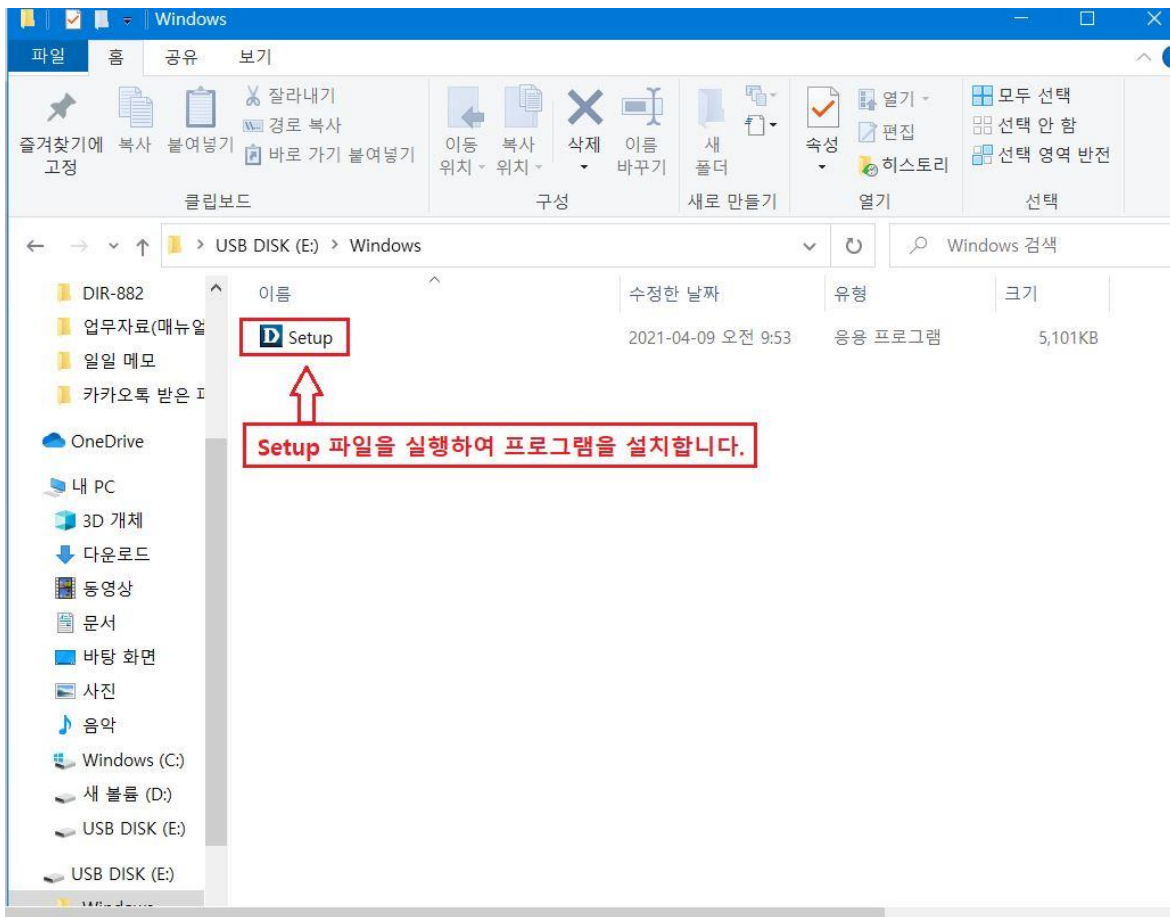 Windows
파일 홈 공유 보기
즐겨찾기에 고정
복사
붙여넣기
잘라내기
경로 복사
바로 가기 붙여넣기
클립보드
이동 위치
복사 위치
삭제
이름 바꾸기
구성
새 폴더
새로 만들기
속성
열기
편집
히스토리
열기
모두 선택
선택 안 함
선택 영역 반전
선택
USB DISK (E:) > Windows
Windows 검색
이름 수정한 날짜 유형 크기
Setup 2021-04-09 오전 9:53 응용 프로그램 5,101KB
Setup 파일을 실행하여 프로그램을 설치합니다.
DIR-882
업무자료(매뉴얼
일일 메모
카카오톡 받은
OneDrive
내 PC
3D 개체
다운로드
동영상
문서
바탕 화면
사진
음악
Windows (C:)
새 볼륨 (D:)
USB DISK (E:)
USB DISK (E:)
Windows